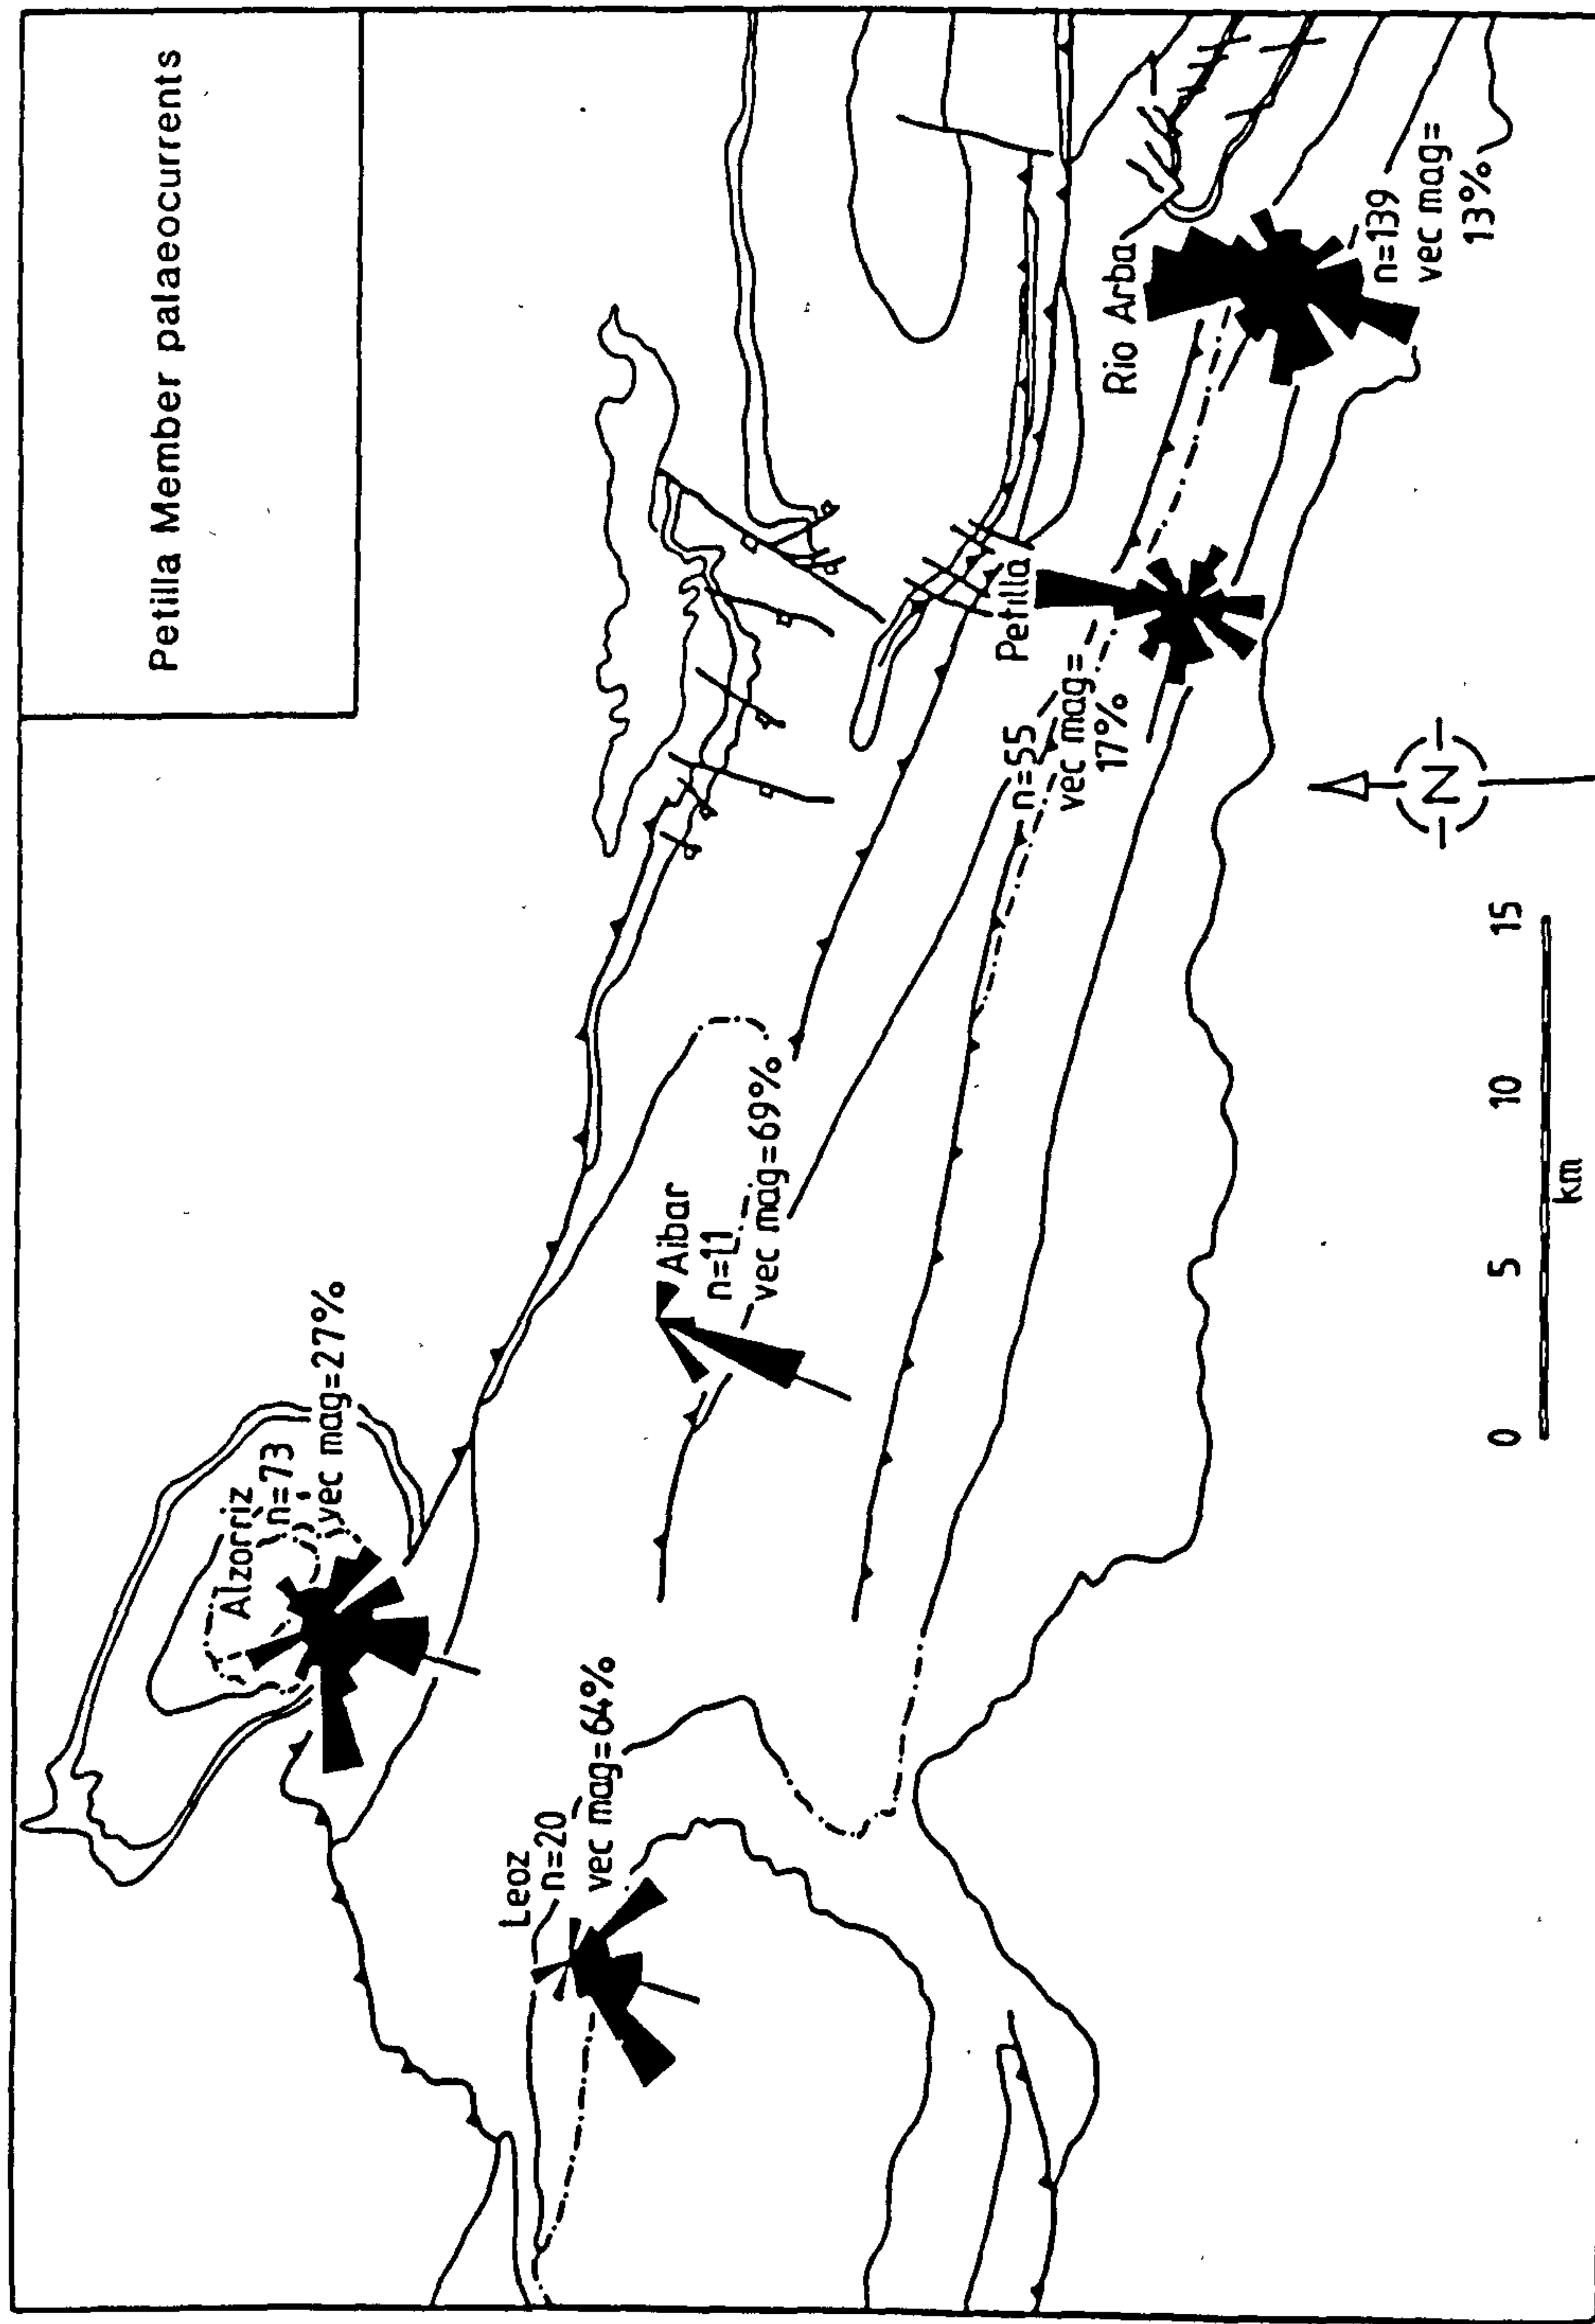 Petilla Member palaeocurrents
Alzorriz
n=73
vec mag=27%
Leoz
n=20
vec mag=64%
Aibar
n=11
vec mag=69%
Petilla
n=55
vec mag=
17%
Rio Arba
n=139
vec mag=
13%
N
0 5 10 15
km